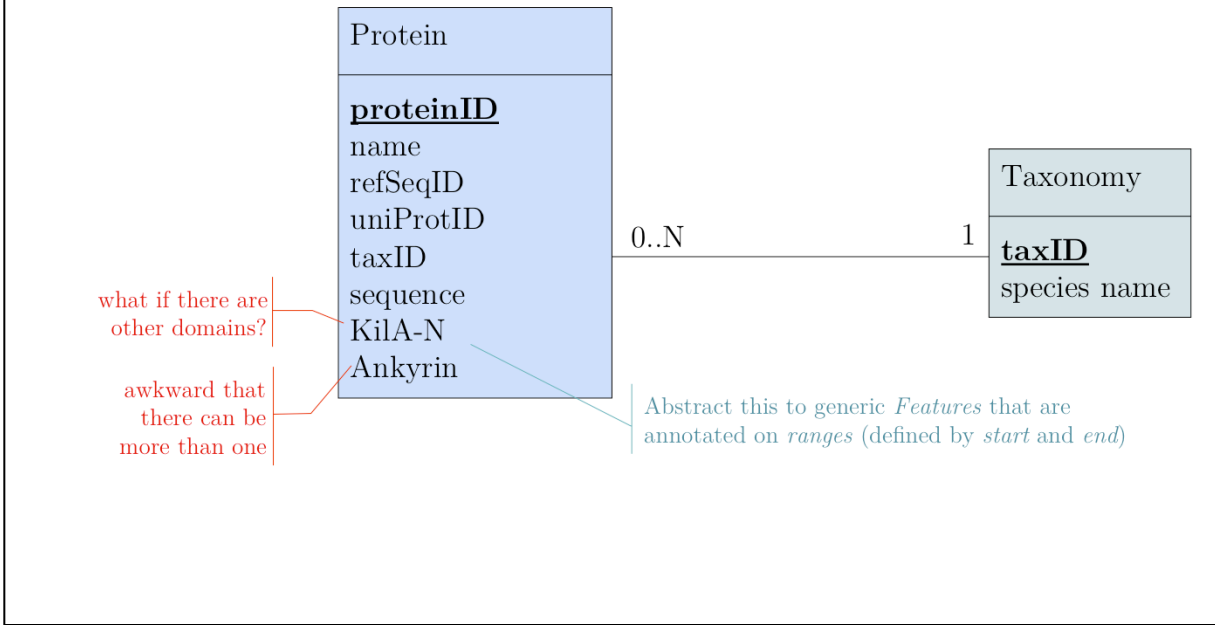 Protein
proteinID
name
refSeqID
uniProtID
taxID
sequence
KilA-N
Ankyrin
0..N
1
Taxonomy
taxID
species name
what if there are
other domains?
awkward that
there can be
more than one
Abstract this to generic Features that are
annotated on ranges (defined by start and end)